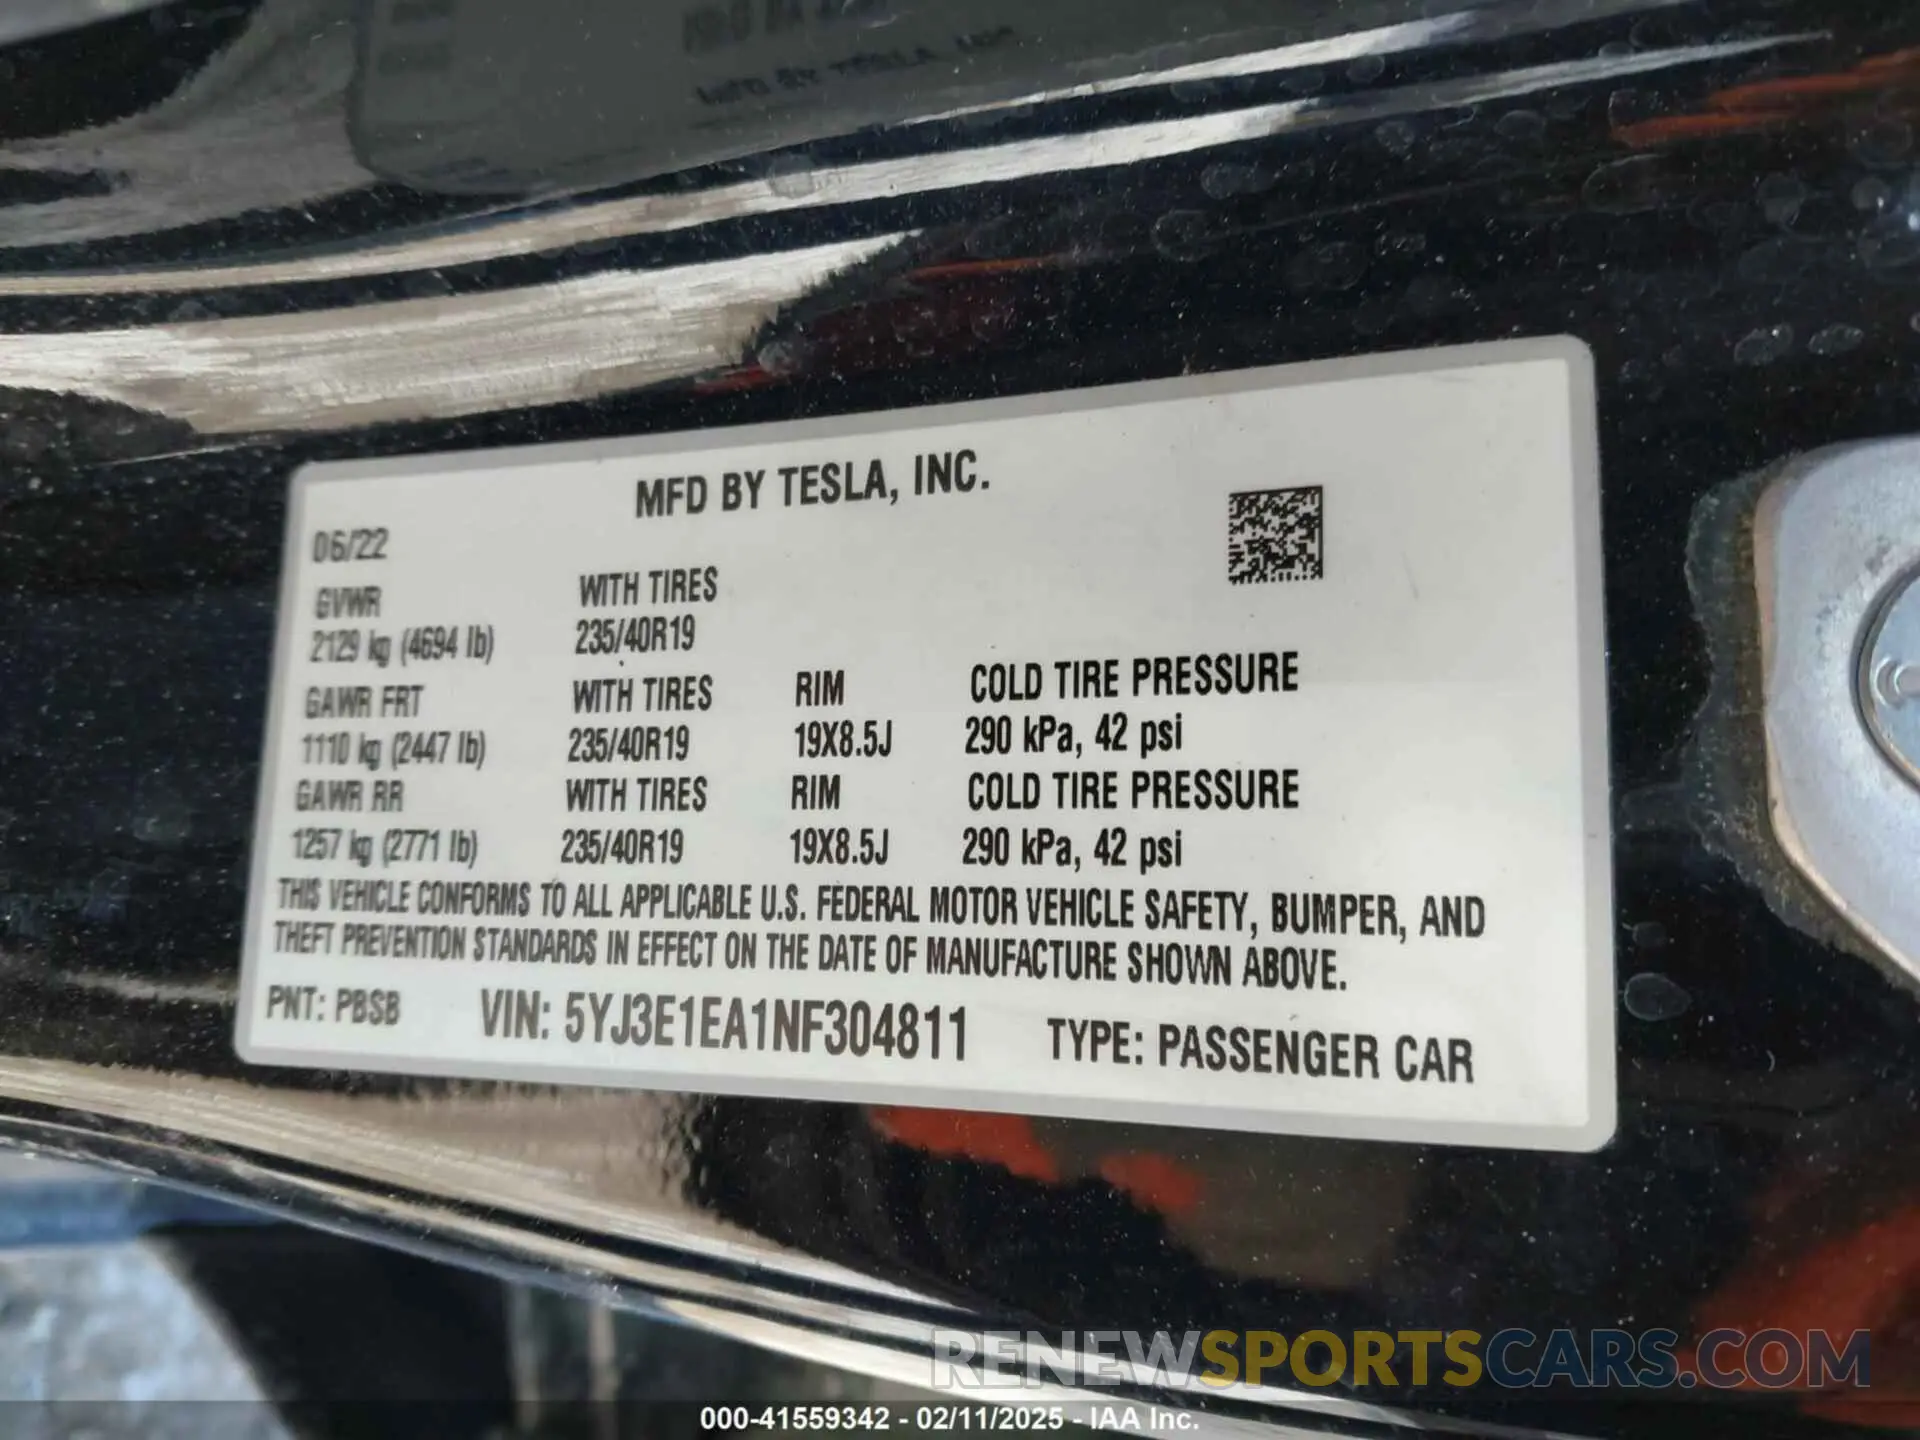 MFD BY TESLA, INC.
06/22
GVWR WITH TIRES
2129 kg (4694 lb) 235/40R19
GAWR FRT WITH TIRES RIM COLD TIRE PRESSURE
1110 kg (2447 lb) 235/40R19 19X8.5J 290 kPa, 42 psi
GAWR RR WITH TIRES RIM COLD TIRE PRESSURE
1257 kg (2771 lb) 235/40R19 19X8.5J 290 kPa, 42 psi
THIS VEHICLE CONFORMS TO ALL APPLICABLE U.S. FEDERAL MOTOR VEHICLE SAFETY, BUMPER, AND
THEFT PREVENTION STANDARDS IN EFFECT ON THE DATE OF MANUFACTURE SHOWN ABOVE.
PNT: PBSB VIN: 5YJ3E1EA1NF304811 TYPE: PASSENGER CAR
RENEWSPORTSCARS.COM
000-41559342 - 02/11/2025 - IAA Inc.